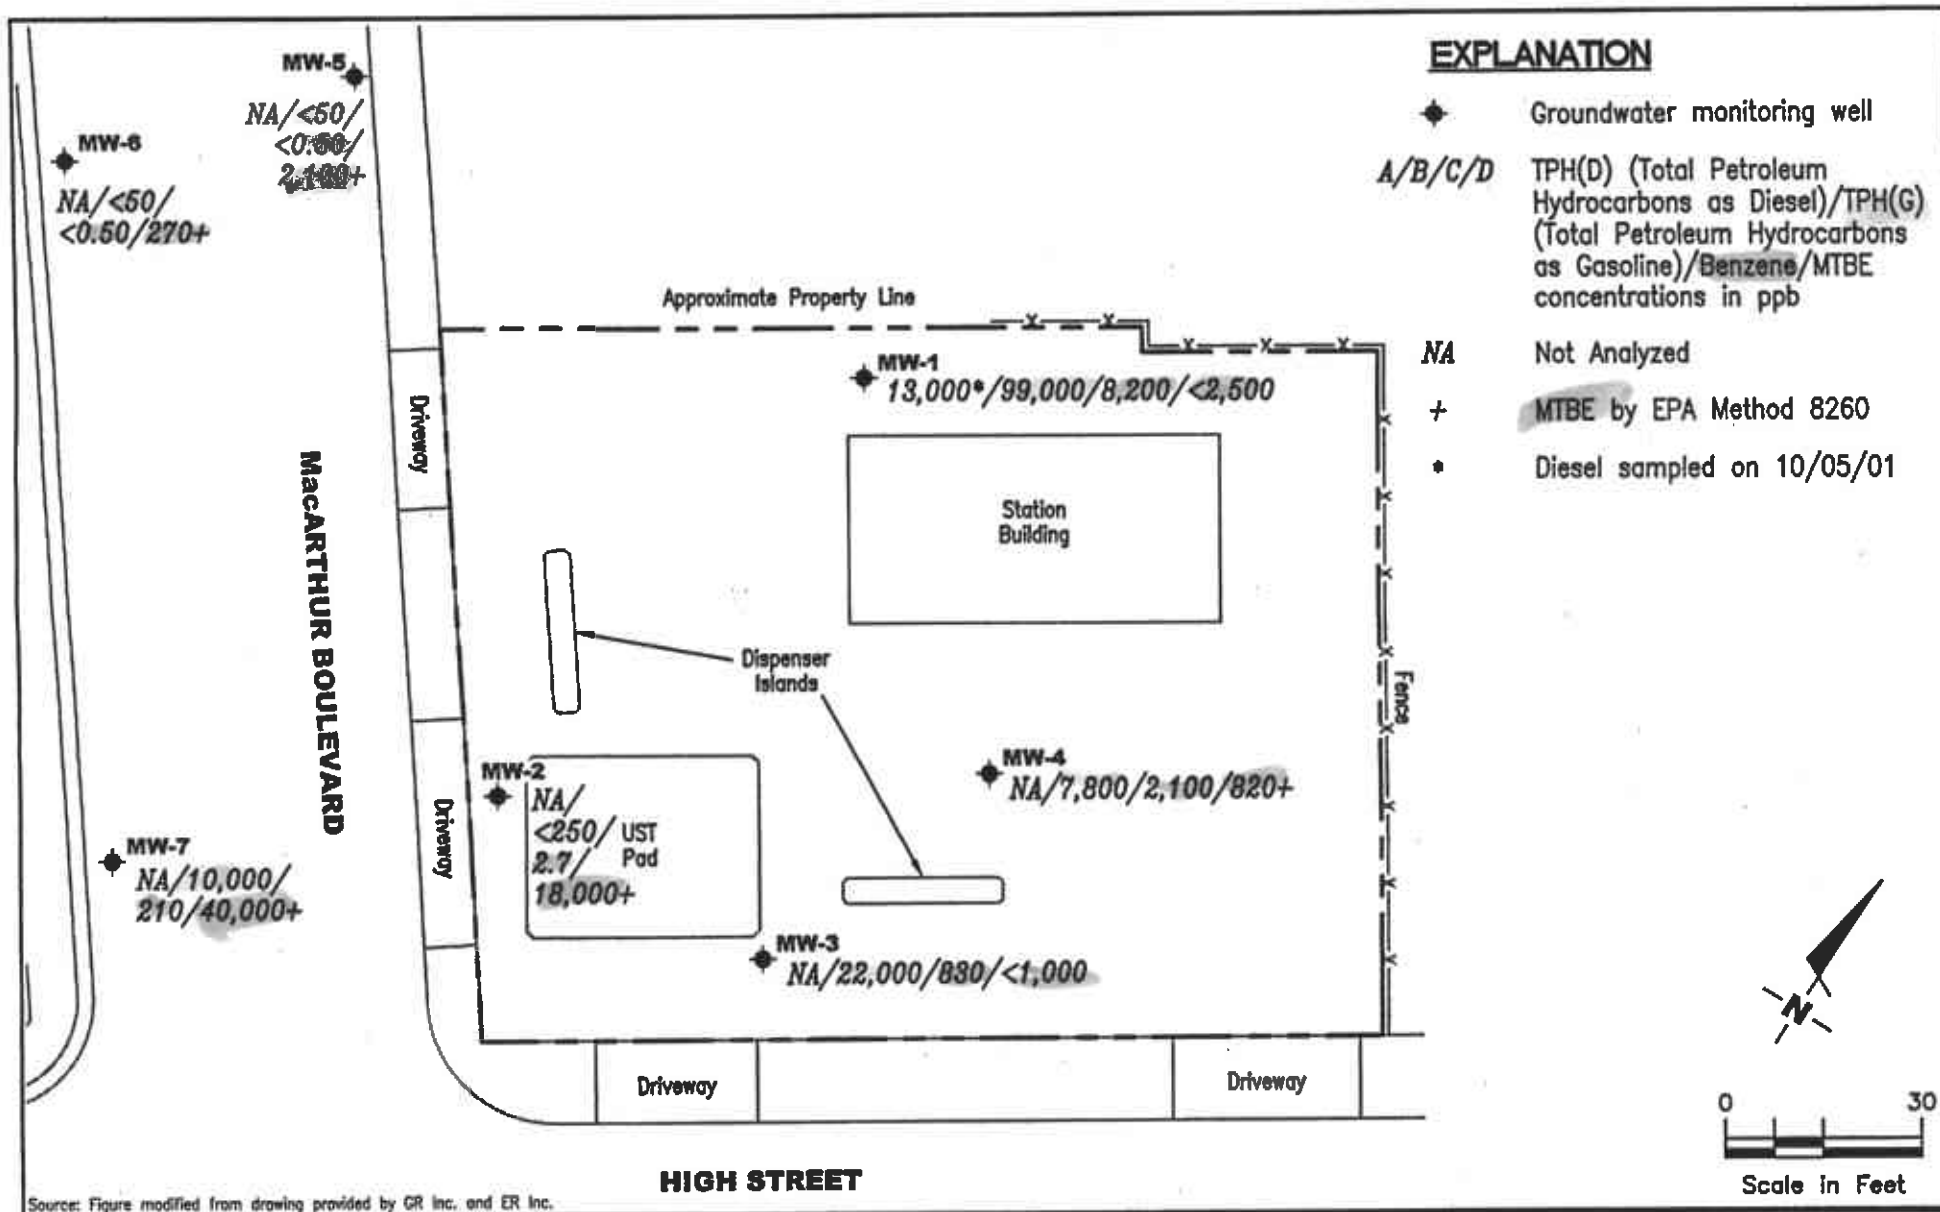 EXPLANATION
Groundwater monitoring well
A/B/C/D TPH(D) (Total Petroleum
Hydrocarbons as Diesel)/TPH(G)
(Total Petroleum Hydrocarbons
as Gasoline)/Benzene/MTBE
concentrations in ppb
NA Not Analyzed
+ MTBE by EPA Method 8260
* Diesel sampled on 10/05/01
MW-5
NA/<50/
<0.50/
2,100+
MW-6
NA/<50/
<0.50/270+
Approximate Property Line
MW-1
13,000*/99,000/8,200/<2,500
Driveway
MacARTHUR BOULEVARD
Station
Building
Dispenser
Islands
Fence
MW-2
NA/
<250/
2.7/
18,000+
UST
Pad
MW-4
NA/7,800/2,100/820+
Driveway
MW-7
NA/10,000/
210/40,000+
MW-3
NA/22,000/830/<1,000
Driveway
Driveway
N
0 30
Scale in Feet
HIGH STREET
Source: Figure modified from drawing provided by GR Inc. and ER Inc.